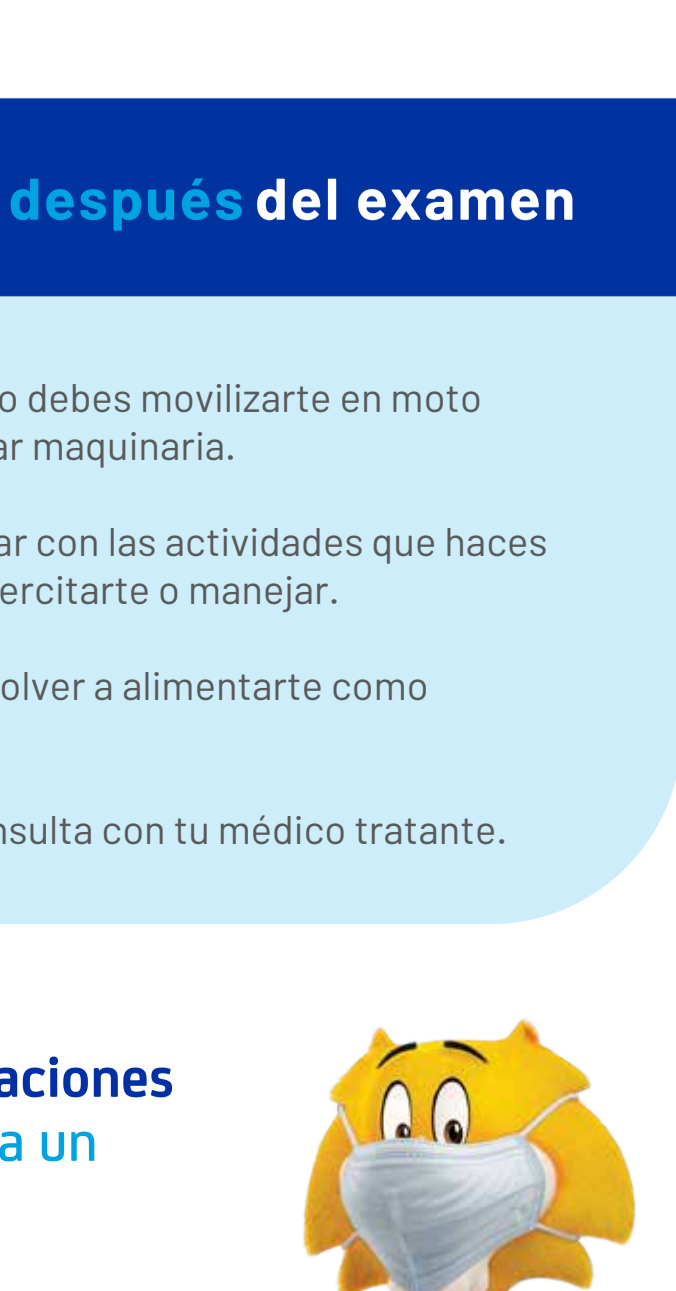 después del examen
o debes movilizarte en moto
ar maquinaria.
ar con las actividades que haces
ercitarte o manejar.
olver a alimentarte como
nsulta con tu médico tratante.
aciones
a un